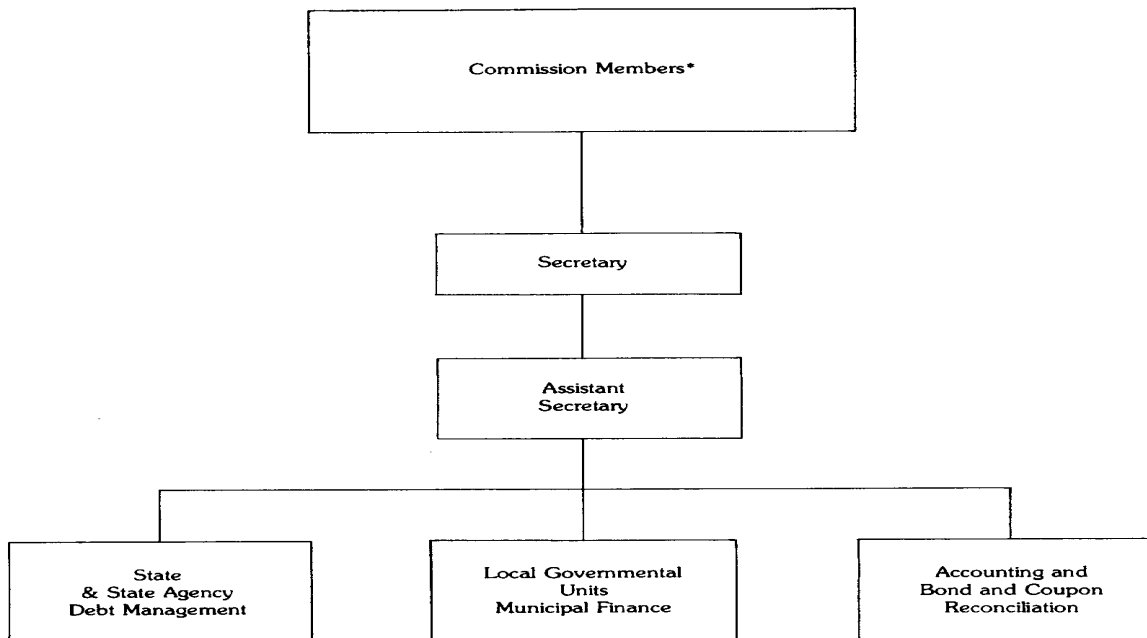 Commission Members*
Secretary
Assistant
Secretary
State
& State Agency
Debt Management
Local Governmental
Units
Municipal Finance
Accounting and
Bond and Coupon
Reconciliation